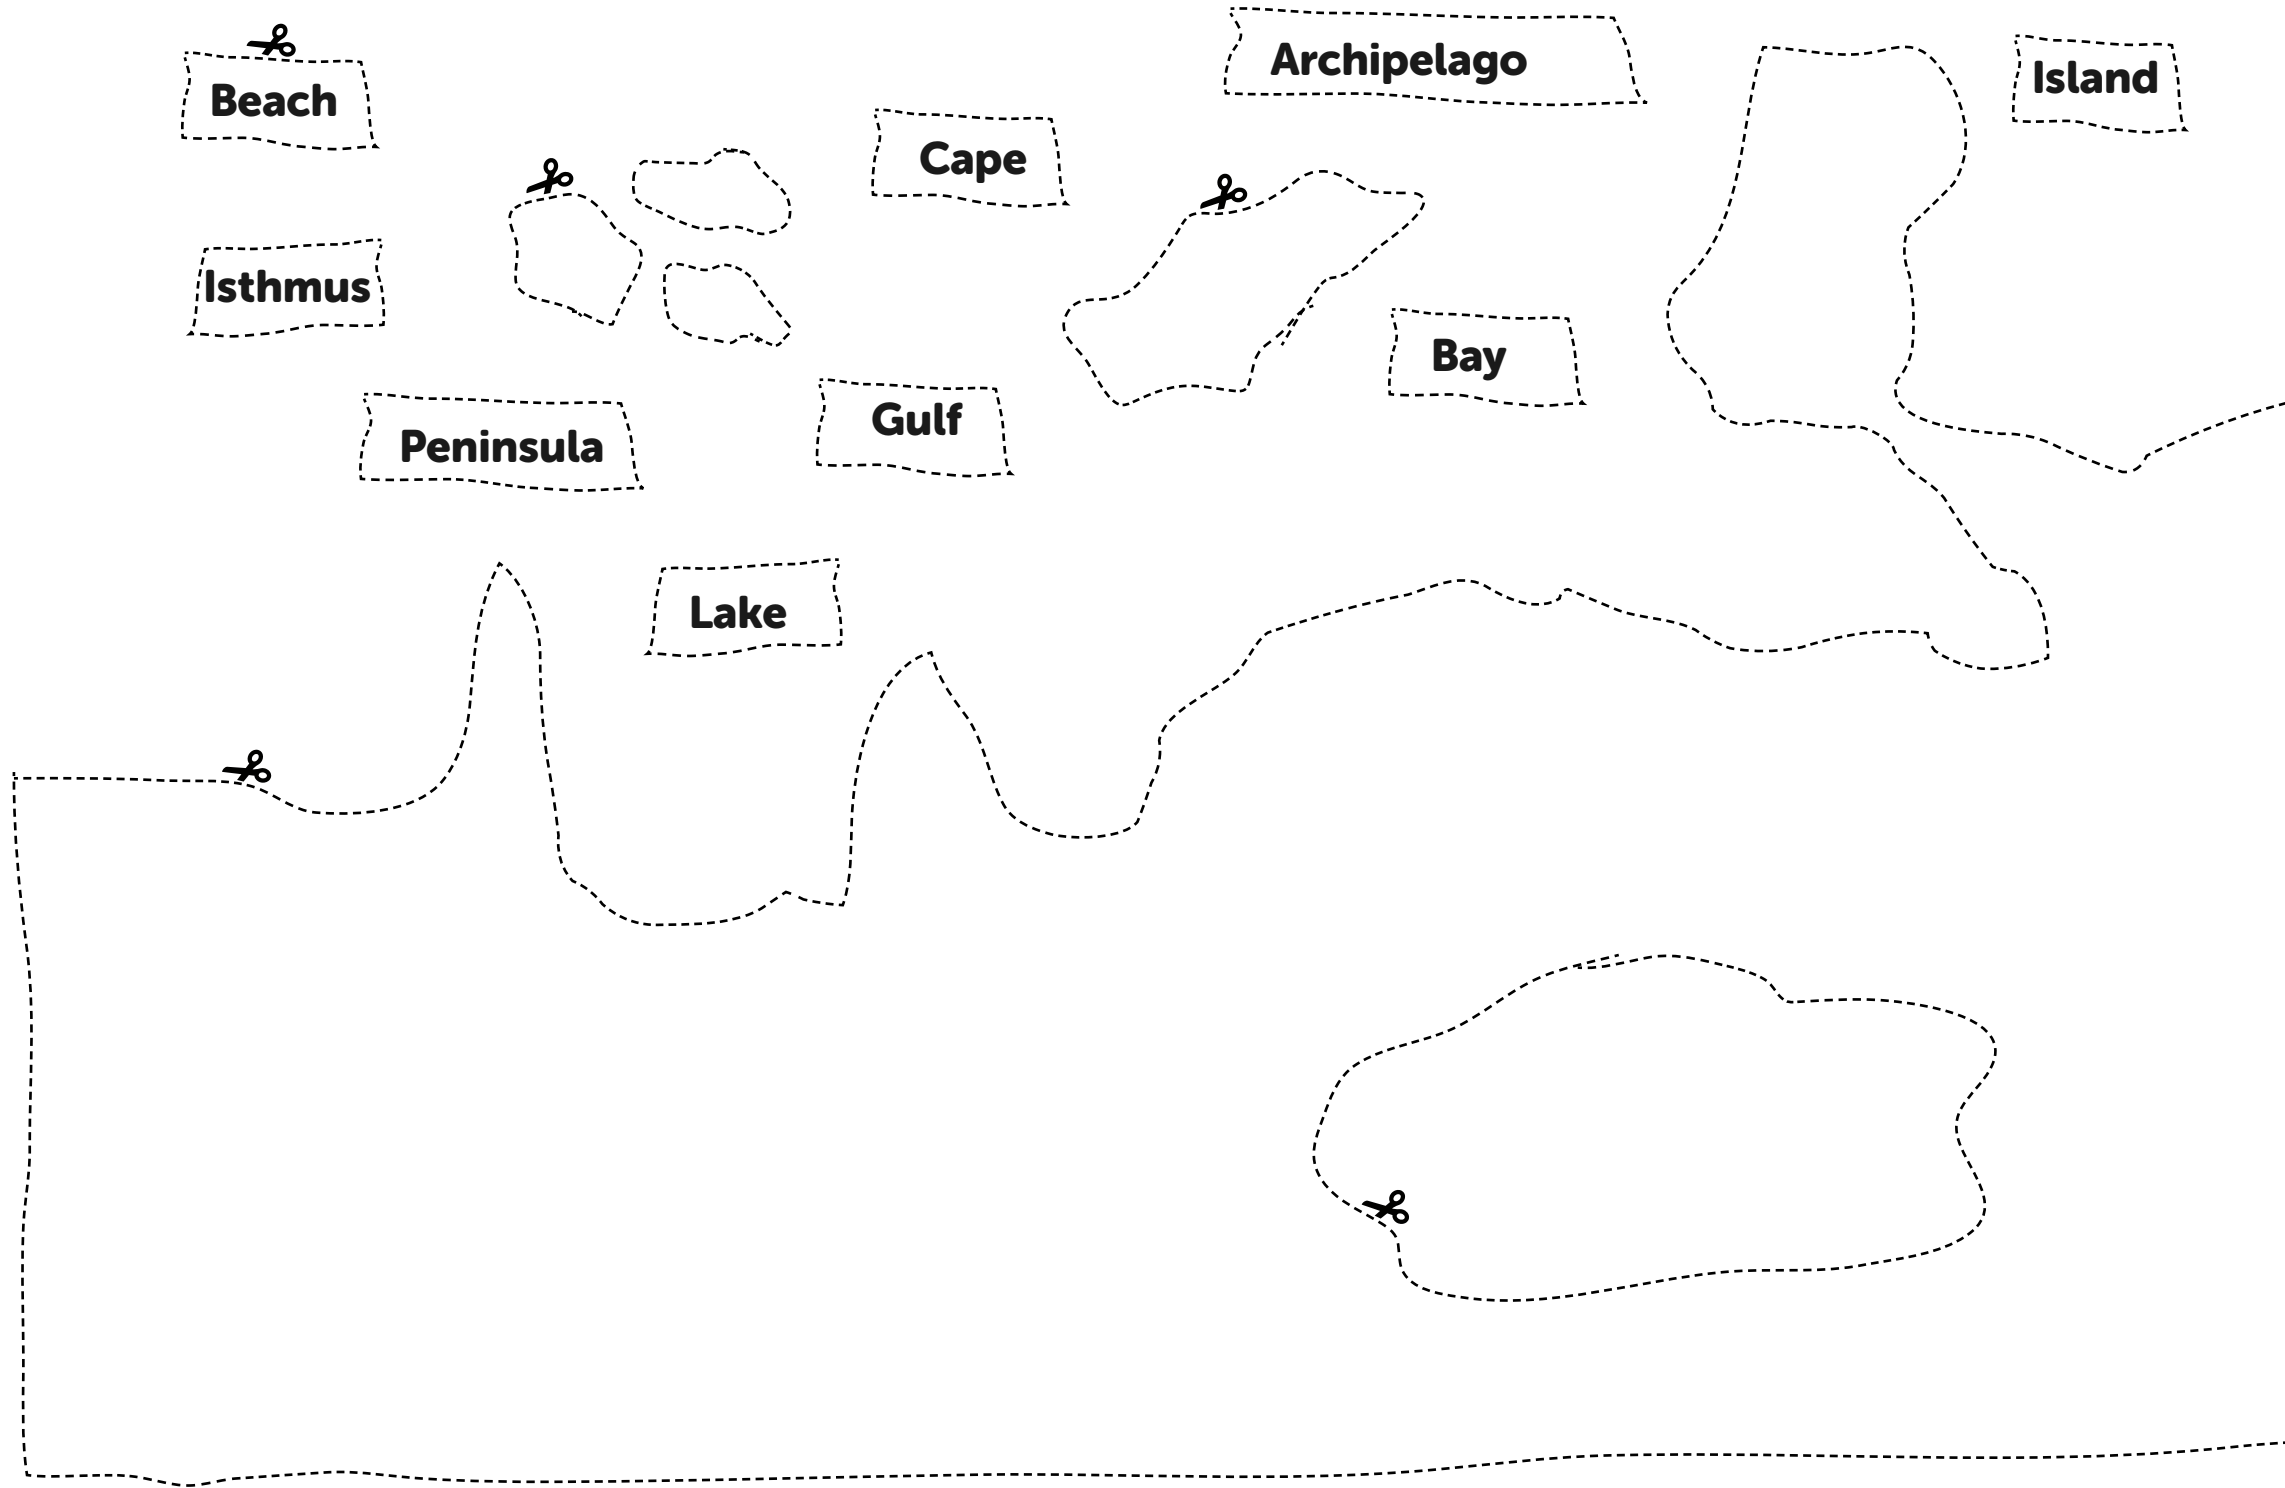 Archipelago
Island
Beach
Cape
Isthmus
Bay
Gulf
Peninsula
Lake